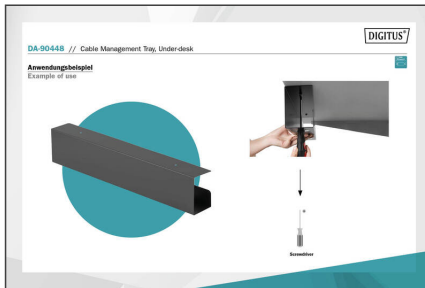 DIGITUS®
DA-90448 // Cable Management Tray, Under-desk
Anwendungsbeispiel
Example of use
Screwdriver